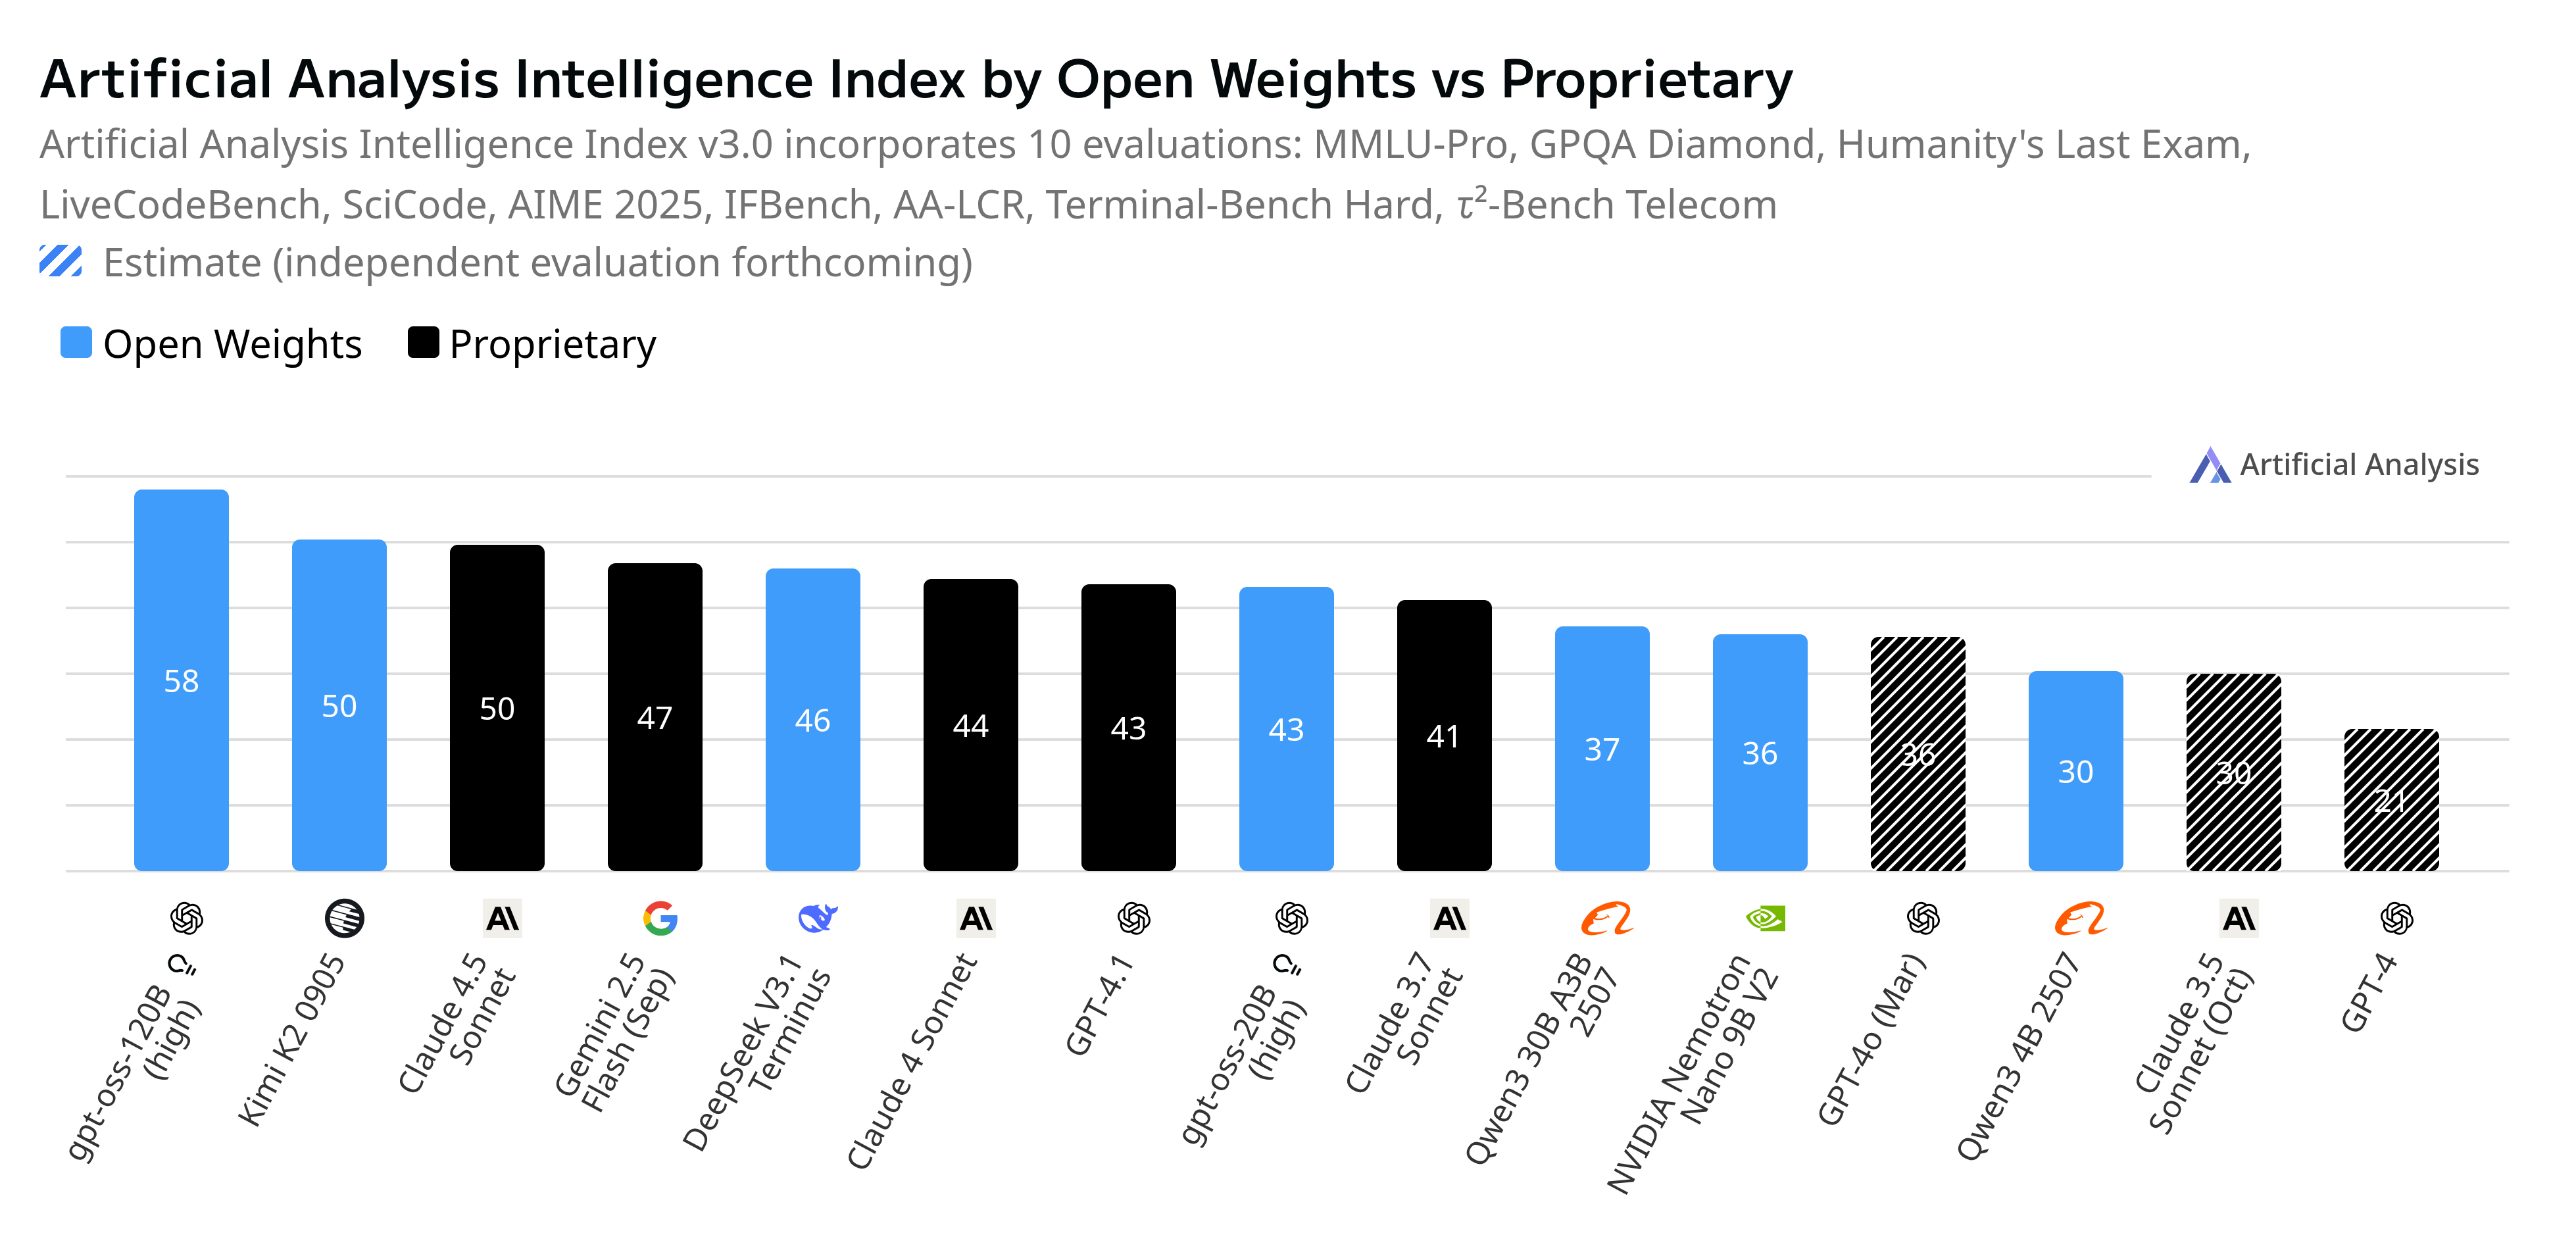 Artificial Analysis Intelligence Index by Open Weights vs Proprietary
Artificial Analysis Intelligence Index v3.0 incorporates 10 evaluations: MMLU-Pro, GPQA Diamond, Humanity's Last Exam,
LiveCodeBench, SciCode, AIME 2025, IFBench, AA-LCR, Terminal-Bench Hard, τ²-Bench Telecom
Estimate (independent evaluation forthcoming)
Open Weights
Proprietary
Artificial Analysis
58
50
50
47
46
44
43
43
41
37
36
36
30
30
21
gpt-oss-120B
(high)
Kimi K2 0905
Claude 4.5
Sonnet
Gemini 2.5
Flash (Sep)
DeepSeek V3.1
Terminus
Claude 4 Sonnet
GPT-4.1
gpt-oss-20B
(high)
Claude 3.7
Sonnet
Qwen3 30B A3B
2507
NVIDIA Nemotron
Nano 9B V2
GPT-4o (Mar)
Qwen3 4B 2507
Claude 3.5
Sonnet (Oct)
GPT-4